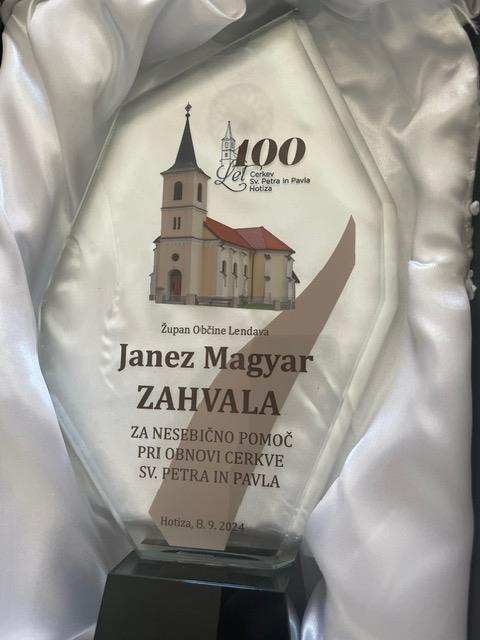 100
Let
Cerkev
Sv. Petra in Pavla
Hotiza
Župan Občine Lendava
Janez Magyar
ZAHVALA
ZA NESEBIČNO POMOČ
PRI OBNOVI CERKVE
SV. PETRA IN PAVLA
Hotiza, 8. 9. 2024